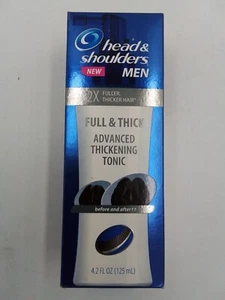 head &
shoulders
NEW
MEN
2X FULLER,
THICKER HAIR*
FULL & THICK
ADVANCED
THICKENING
TONIC
before and after††
4.2 FL OZ (125 mL)